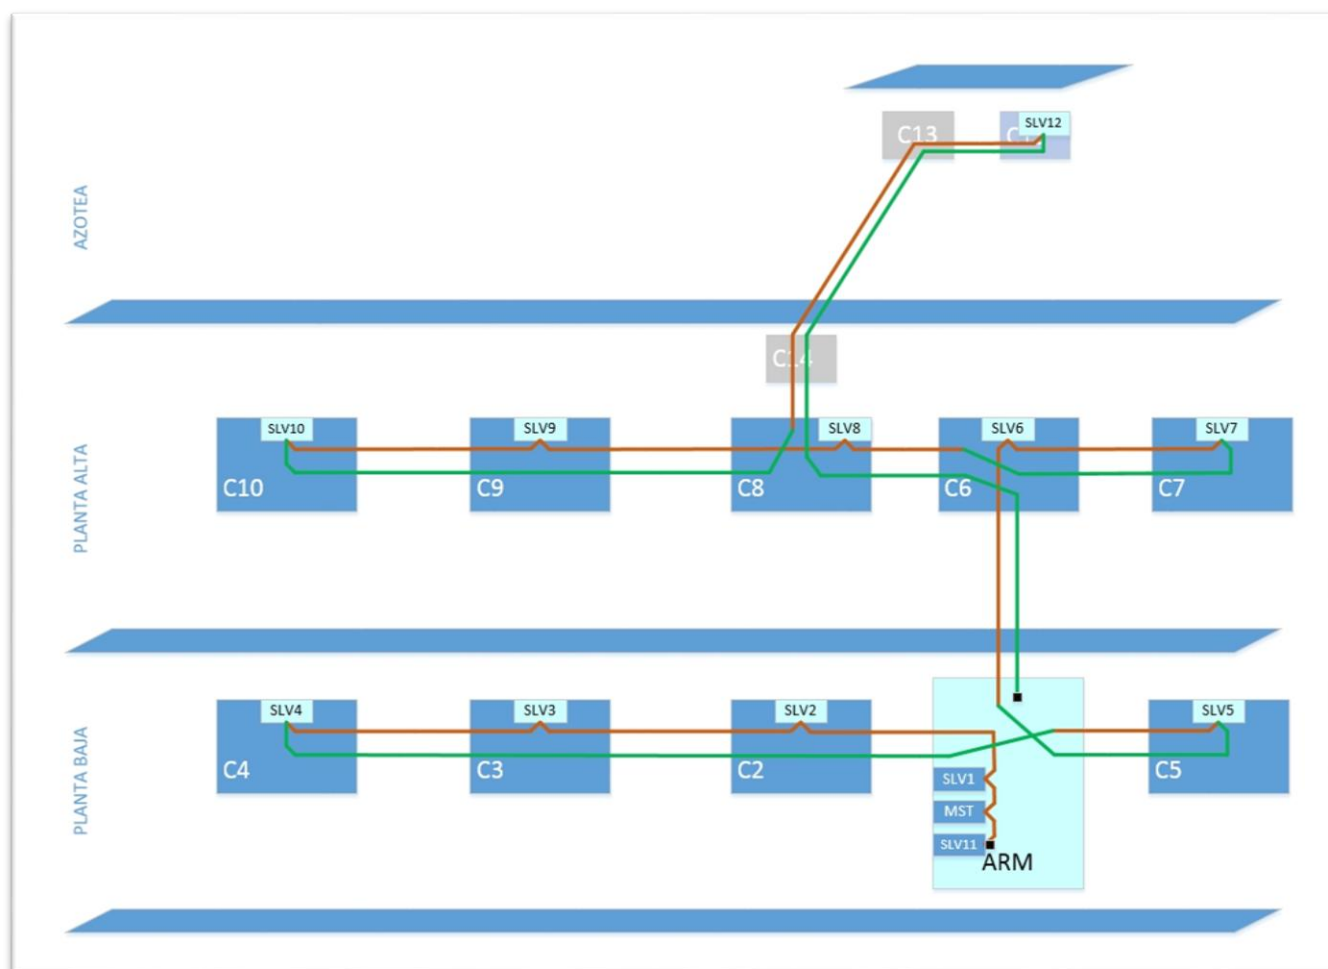 SLV12
C13
AZOTEA
C14
SLV10
SLV9
SLV8
SLV6
SLV7
C10
C9
C8
C6
C7
PLANTA ALTA
SLV4
SLV3
SLV2
SLV5
C4
C3
C2
C5
SLV1
MST
SLV11
ARM
PLANTA BAJA